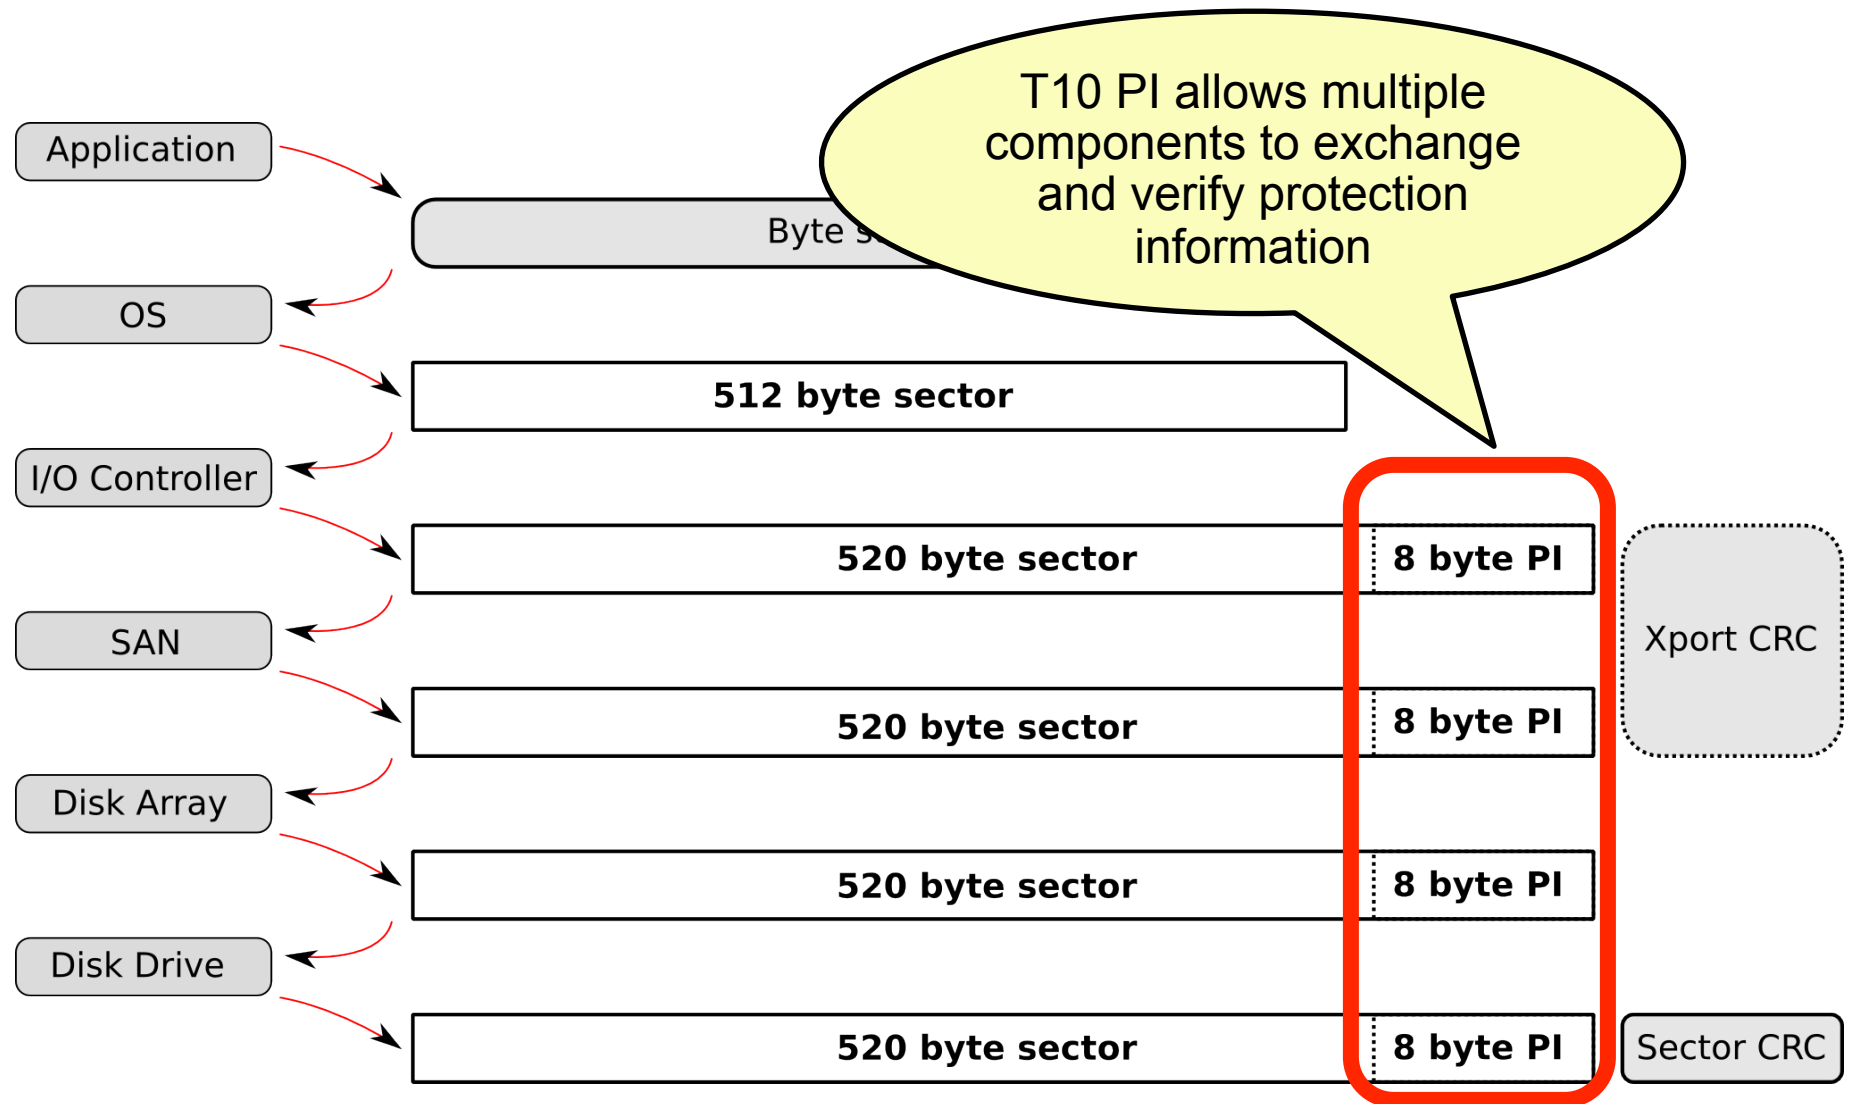 T10 PI allows multiple
components to exchange
and verify protection
information
Application
Byte
OS
512 byte sector
I/O Controller
520 byte sector 8 byte PI
SAN
Xport CRC
520 byte sector 8 byte PI
Disk Array
520 byte sector 8 byte PI
Disk Drive
520 byte sector 8 byte PI Sector CRC